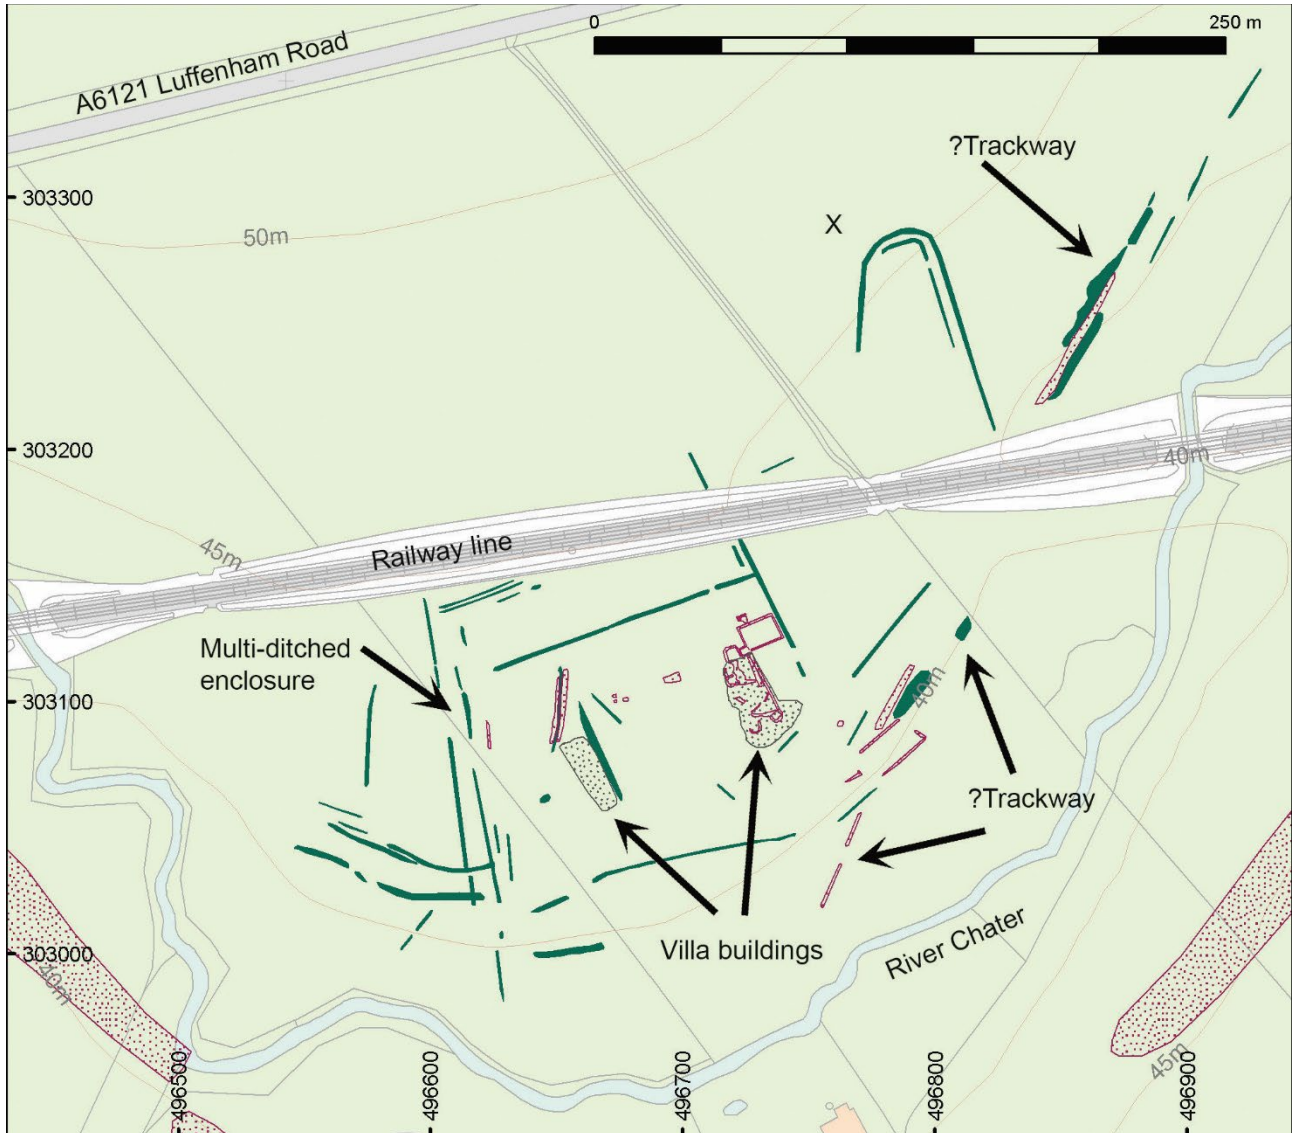 0
250 m
A6121 Luffenham Road
?Trackway
303300
X
50m
303200
40m
Railway line
45m
Multi-ditched
enclosure
303100
40m
?Trackway
Villa buildings
River Chater
303000
40m
45m
496500
496600
496700
496800
496900